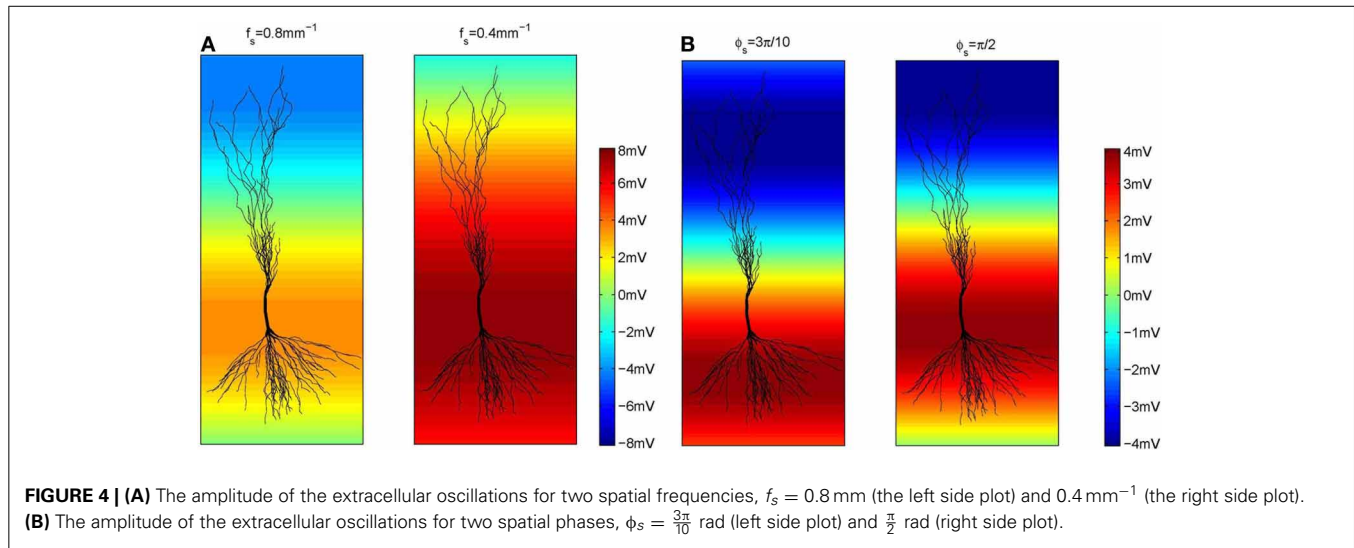 A
f_s=0.8mm⁻¹
f_s=0.4mm⁻¹
8mV
6mV
4mV
2mV
0mV
−2mV
−4mV
−6mV
−8mV
B
ϕ_s=3π/10
ϕ_s=π/2
4mV
3mV
2mV
1mV
0mV
−1mV
−2mV
−3mV
−4mV
FIGURE 4 | (A) The amplitude of the extracellular oscillations for two spatial frequencies, f_s = 0.8 mm (the left side plot) and 0.4 mm⁻¹ (the right side plot).
(B) The amplitude of the extracellular oscillations for two spatial phases, ϕ_s = 3π/10 rad (left side plot) and π/2 rad (right side plot).